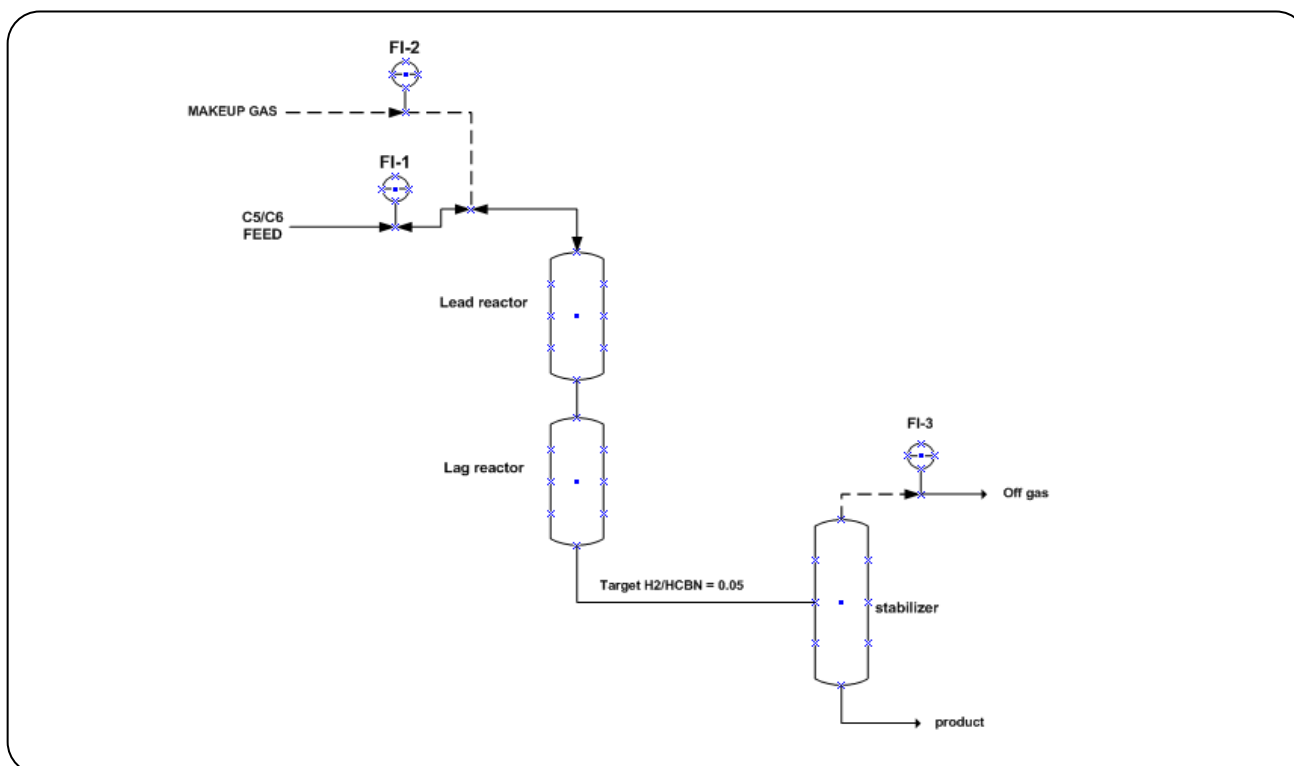 FI-2
MAKEUP GAS
FI-1
C5/C6
FEED
Lead reactor
Lag reactor
FI-3
Off gas
Target H2/HCBN = 0.05
stabilizer
product